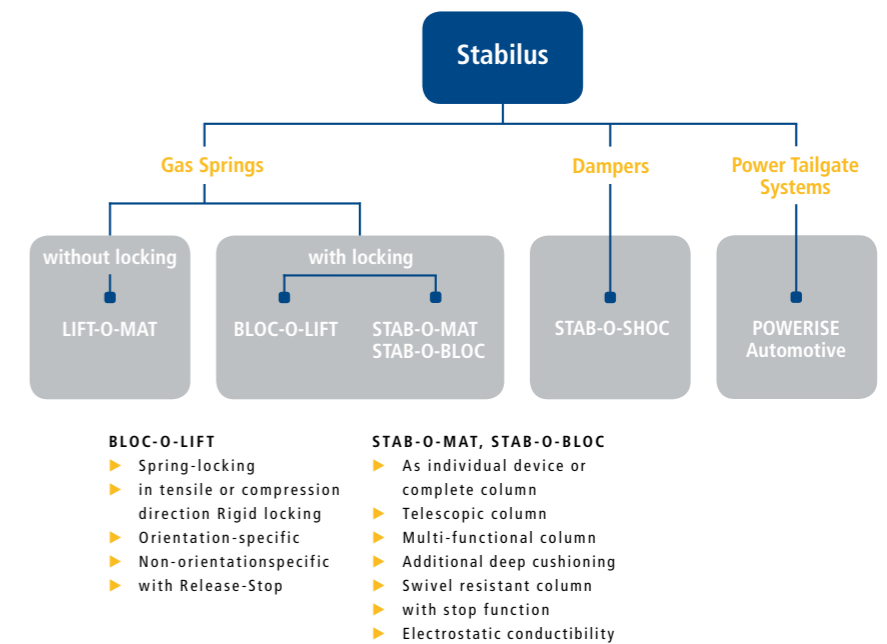 Stabilus
Gas Springs
Dampers
Power Tailgate
Systems
without locking
with locking
LIFT-O-MAT
BLOC-O-LIFT
STAB-O-MAT
STAB-O-BLOC
STAB-O-SHOC
POWERISE
Automotive
BLOC-O-LIFT
Spring-locking
in tensile or compression
direction Rigid locking
Orientation-specific
Non-orientationspecific
with Release-Stop
STAB-O-MAT, STAB-O-BLOC
As individual device or
complete column
Telescopic column
Multi-functional column
Additional deep cushioning
Swivel resistant column
with stop function
Electrostatic conductibility